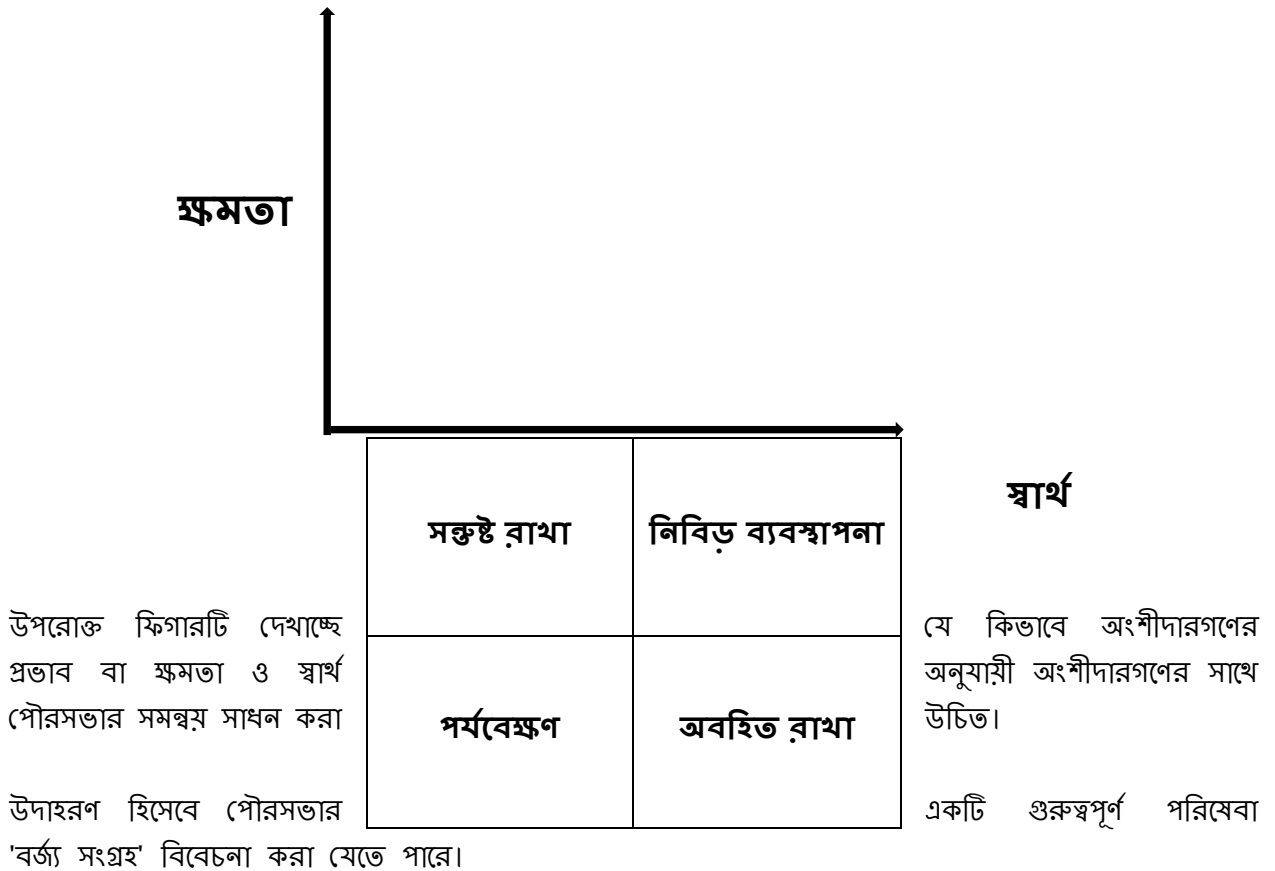 ক্ষমতা
স্বার্থ
সন্তুষ্ট রাখা
নিবিড় ব্যবস্থাপনা
পর্যবেক্ষণ
অবহিত রাখা
উপরোক্ত ফিগারটি দেখাচ্ছে যে কিভাবে অংশীদারগণের
প্রভাব বা ক্ষমতা ও স্বার্থ অনুযায়ী অংশীদারগণের সাথে
পৌরসভার সমন্বয় সাধন করা উচিত।
উদাহরণ হিসেবে পৌরসভার একটি গুরুত্বপূর্ণ পরিষেবা
'বর্জ্য সংগ্রহ' বিবেচনা করা যেতে পারে।